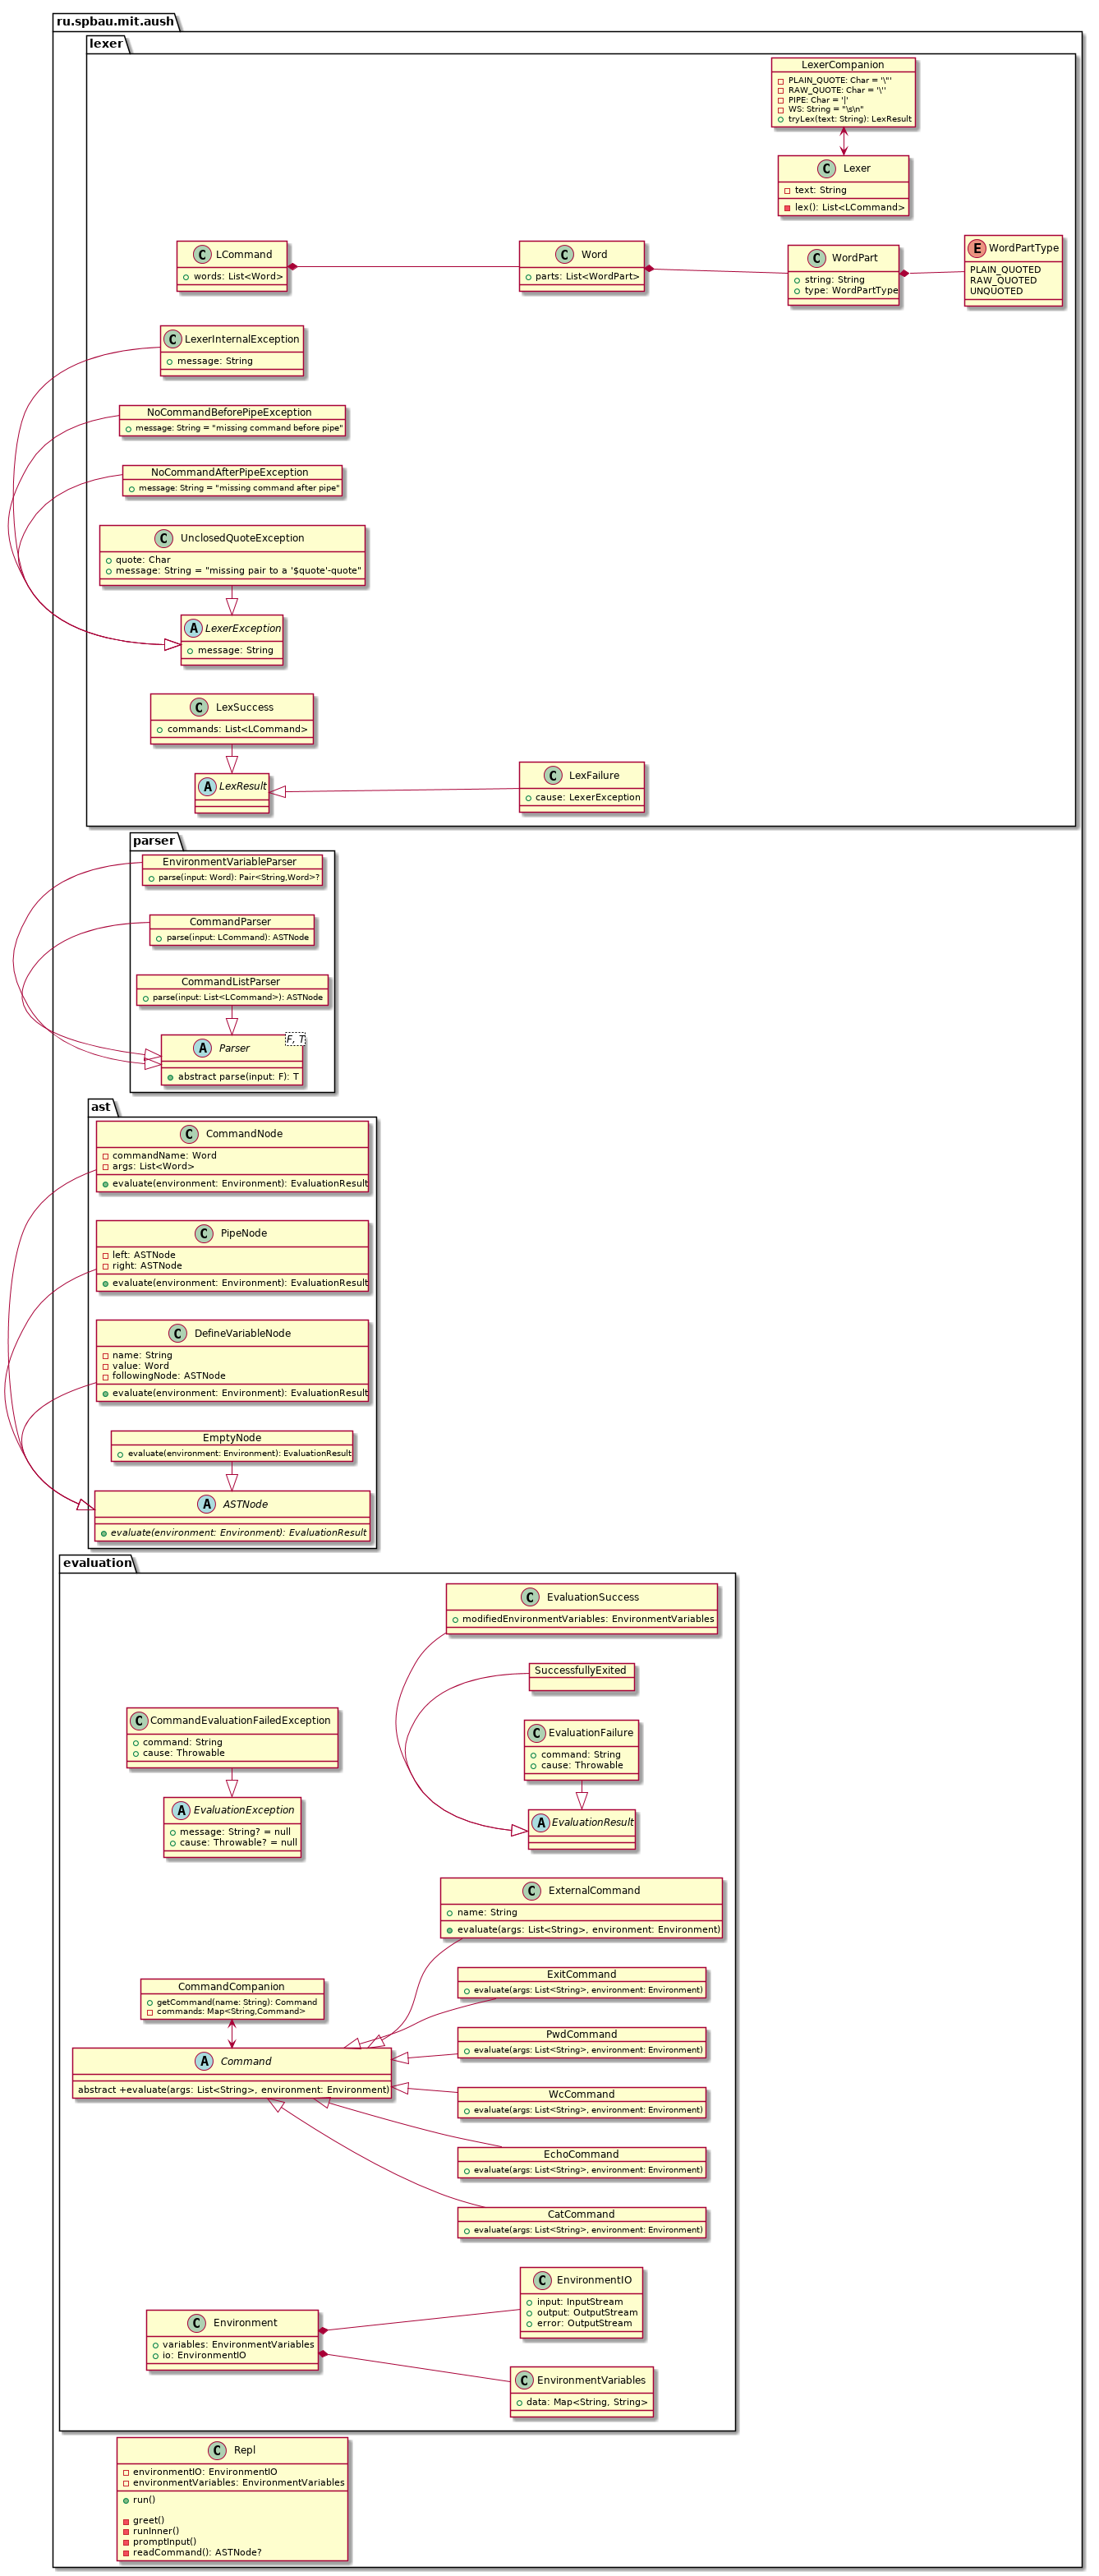 ru.spbau.mit.aush
lexer
LexerCompanion
PLAIN_QUOTE: Char = '\"'
RAW_QUOTE: Char = '\''
PIPE: Char = '|'
WS: String = "\s\n"
tryLex(text: String): LexResult
C Lexer
text: String
lex(): List<LCommand>
C LCommand
words: List<Word>
C Word
parts: List<WordPart>
C WordPart
string: String
type: WordPartType
E WordPartType
PLAIN_QUOTED
RAW_QUOTED
UNQUOTED
C LexerInternalException
message: String
NoCommandBeforePipeException
message: String = "missing command before pipe"
NoCommandAfterPipeException
message: String = "missing command after pipe"
C UnclosedQuoteException
quote: Char
message: String = "missing pair to a '$quote'-quote"
A LexerException
message: String
C LexSuccess
commands: List<LCommand>
A LexResult
C LexFailure
cause: LexerException
parser
EnvironmentVariableParser
parse(input: Word): Pair<String,Word>?
CommandParser
parse(input: LCommand): ASTNode
CommandListParser
parse(input: List<LCommand>): ASTNode
A Parser
F, T
abstract parse(input: F): T
ast
C CommandNode
commandName: Word
args: List<Word>
evaluate(environment: Environment): EvaluationResult
C PipeNode
left: ASTNode
right: ASTNode
evaluate(environment: Environment): EvaluationResult
C DefineVariableNode
name: String
value: Word
followingNode: ASTNode
evaluate(environment: Environment): EvaluationResult
EmptyNode
evaluate(environment: Environment): EvaluationResult
A ASTNode
evaluate(environment: Environment): EvaluationResult
evaluation
C EvaluationSuccess
modifiedEnvironmentVariables: EnvironmentVariables
SuccessfullyExited
C CommandEvaluationFailedException
command: String
cause: Throwable
C EvaluationFailure
command: String
cause: Throwable
A EvaluationException
message: String? = null
cause: Throwable? = null
A EvaluationResult
C ExternalCommand
name: String
evaluate(args: List<String>, environment: Environment)
ExitCommand
evaluate(args: List<String>, environment: Environment)
CommandCompanion
getCommand(name: String): Command
commands: Map<String,Command>
PwdCommand
evaluate(args: List<String>, environment: Environment)
A Command
abstract +evaluate(args: List<String>, environment: Environment)
WcCommand
evaluate(args: List<String>, environment: Environment)
EchoCommand
evaluate(args: List<String>, environment: Environment)
CatCommand
evaluate(args: List<String>, environment: Environment)
C EnvironmentIO
input: InputStream
output: OutputStream
error: OutputStream
C Environment
variables: EnvironmentVariables
io: EnvironmentIO
C EnvironmentVariables
data: Map<String, String>
C Repl
environmentIO: EnvironmentIO
environmentVariables: EnvironmentVariables
run()
greet()
runInner()
promptInput()
readCommand(): ASTNode?